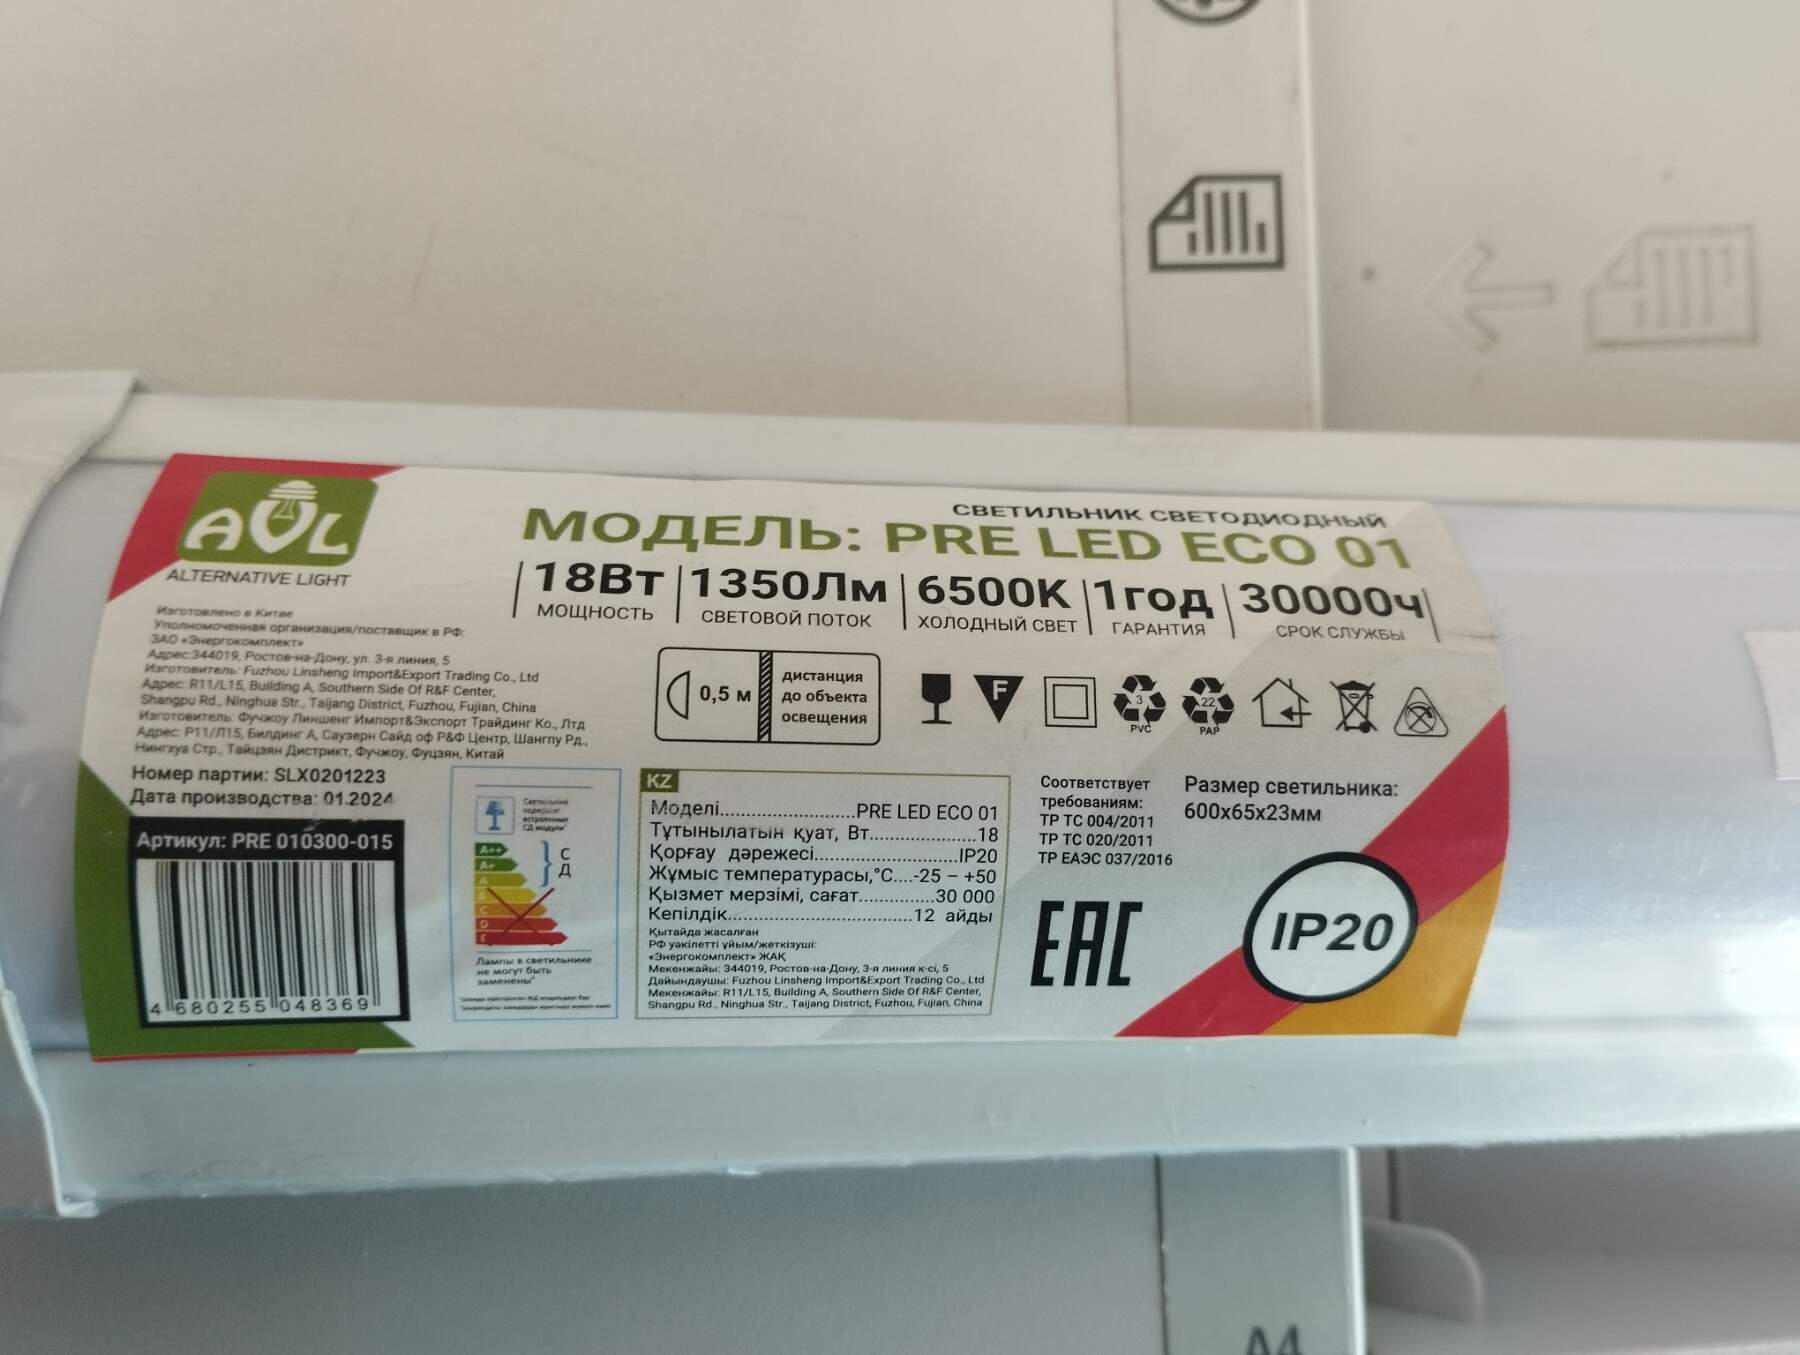 AVL
ALTERNATIVE LIGHT
СВЕТИЛЬНИК СВЕТОДИОДНЫЙ
МОДЕЛЬ: PRE LED ECO 01
18Вт
МОЩНОСТЬ
1350Лм
СВЕТОВОЙ ПОТОК
6500К
ХОЛОДНЫЙ СВЕТ
1год
ГАРАНТИЯ
30000ч
СРОК СЛУЖБЫ
Изготовлено в Китае
Уполномоченная организация/поставщик в РФ:
ЗАО «Энергокомплект»
Адрес:344019, Ростов-на-Дону, ул. 3-я линия, 5
Изготовитель: Fuzhou Linsheng Import&Export Trading Co., Ltd
Адрес: R11/L15, Building A, Southern Side Of R&F Center,
Shangpu Rd., Ninghua Str., Taijang District, Fuzhou, Fujian, China
Изготовитель: Фучжоу Линшенг Импорт&Экспорт Трайдинг Ко., Лтд
Адрес: Р11/Л15, Билдинг А, Саузерн Сайд оф Р&Ф Центр, Шангпу Рд.,
Нингхуа Стр., Тайцзян Дистрикт, Фучжоу, Фуцзян, Китай
Номер партии: SLX0201223
Дата производства: 01.2024
Артикул: PRE 010300-015
4 680255 048369
0,5 м
дистанция
до объекта
освещения
F
3
PVC
22
PAP
Светильник
содержит
встроенные
СД модули
A++
A+
A
B
C
D
E
С
Д
Лампы в светильнике
не могут быть
заменены
KZ
Моделі....................PRE LED ECO 01
Тұтынылатын қуат, Вт................18
Қорғау дәрежесі.....................IP20
Жұмыс температурасы,°C....-25 – +50
Қызмет мерзімі, сағат............30 000
Кепілдік.............................12 айды
Қытайда жасалған
РФ уәкілетті ұйым/жеткізуші:
«Энергокомплект» ЖАҚ
Мекенжайы: 344019, Ростов-на-Дону, 3-я линия к-сі, 5
Дайындаушы: Fuzhou Linsheng Import&Export Trading Co., Ltd
Мекенжайы: R11/L15, Building A, Southern Side Of R&F Center,
Shangpu Rd., Ninghua Str., Taijang District, Fuzhou, Fujian, China
Соответствует
требованиям:
ТР ТС 004/2011
ТР ТС 020/2011
ТР ЕАЭС 037/2016
Размер светильника:
600x65x23мм
EAC
IP20
A4